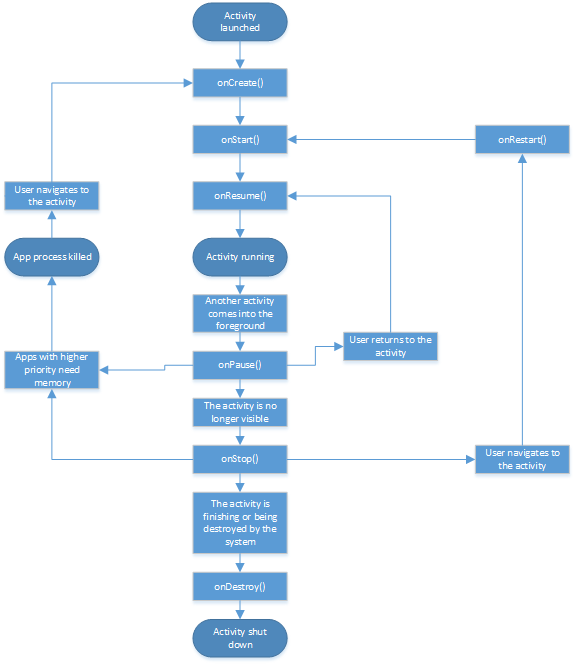 Activity
launched
onCreate()
onStart()
onRestart()
User navigates to
the activity
onResume()
App process killed
Activity running
Another activity
comes into the
foreground
User returns to the
activity
Apps with higher
priority need
memory
onPause()
The activity is no
longer visible
onStop()
User navigates to
the activity
The activity is
finishing or being
destroyed by the
system
onDestroy()
Activity shut
down